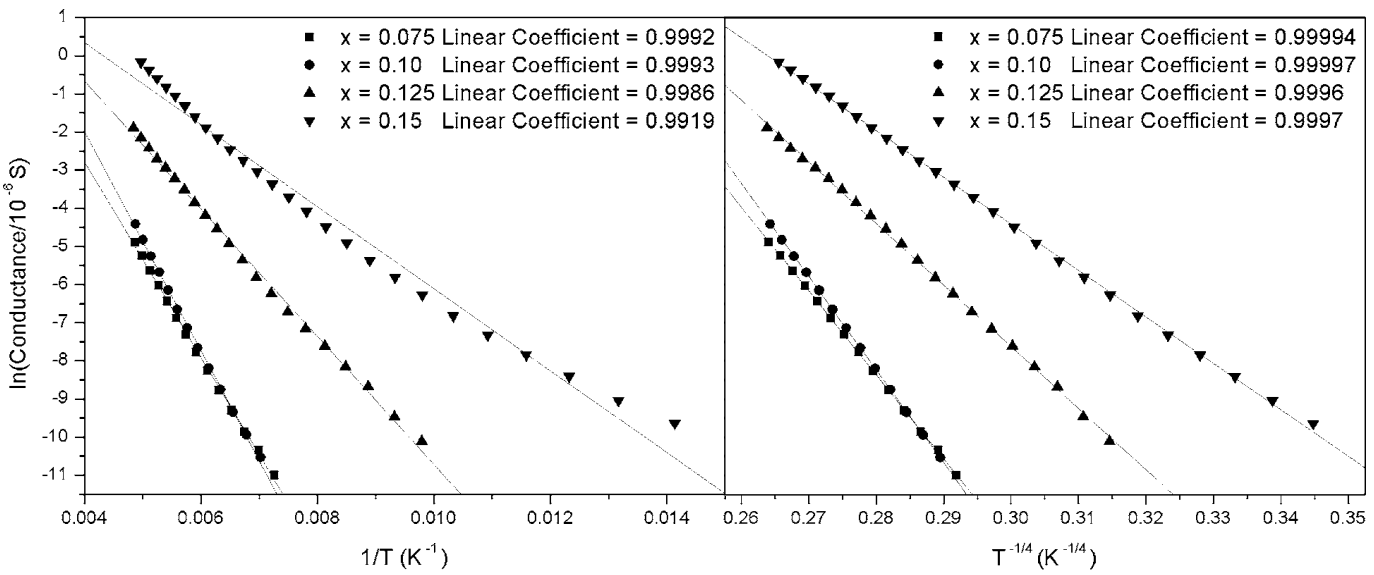 ln(Conductance/10⁻⁶ S)
1
0
-1
-2
-3
-4
-5
-6
-7
-8
-9
-10
-11
x = 0.075 Linear Coefficient = 0.9992
x = 0.10 Linear Coefficient = 0.9993
x = 0.125 Linear Coefficient = 0.9986
x = 0.15 Linear Coefficient = 0.9919
0.004 0.006 0.008 0.010 0.012 0.014
1/T (K⁻¹)
x = 0.075 Linear Coefficient = 0.99994
x = 0.10 Linear Coefficient = 0.99997
x = 0.125 Linear Coefficient = 0.9996
x = 0.15 Linear Coefficient = 0.9997
0.26 0.27 0.28 0.29 0.30 0.31 0.32 0.33 0.34 0.35
T⁻¹/⁴ (K⁻¹/⁴)